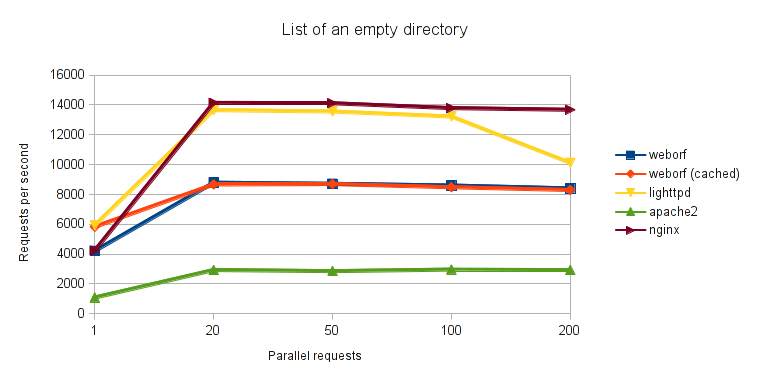 List of an empty directory
Requests per second
16000
14000
12000
10000
8000
6000
4000
2000
0
1 20 50 100 200
Parallel requests
weborf
weborf (cached)
lighttpd
apache2
nginx